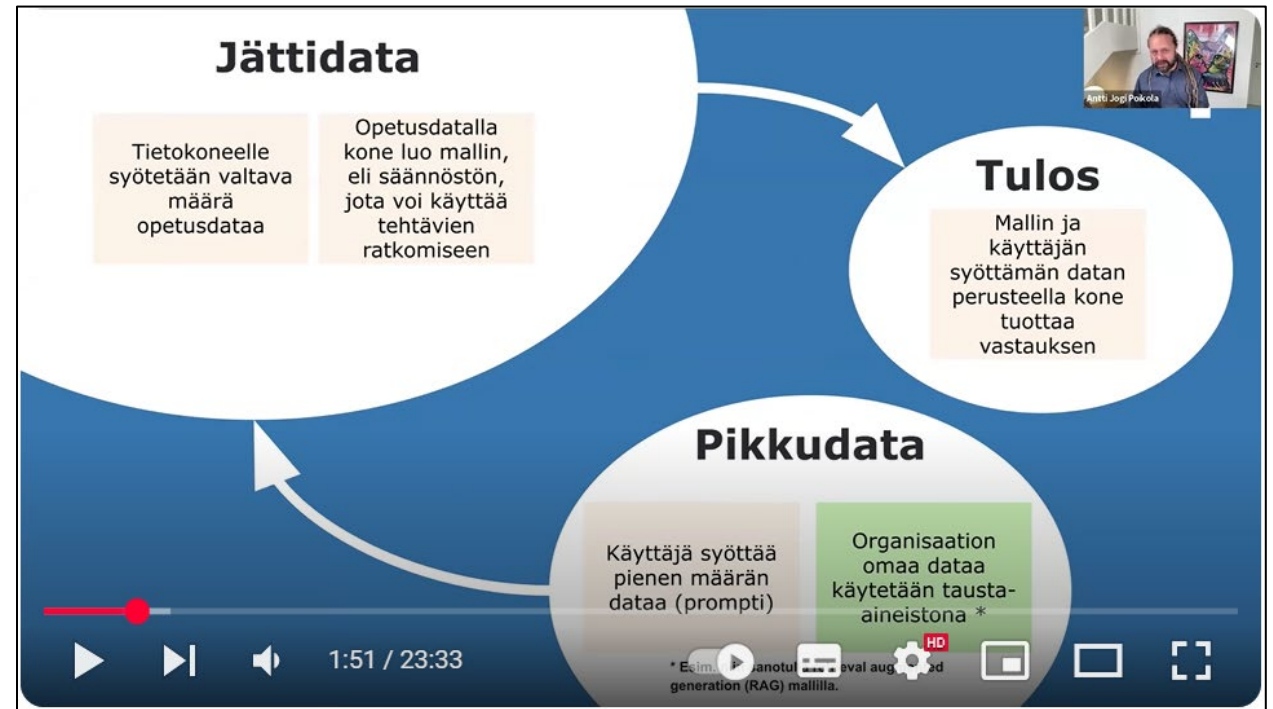 Jättidata
Tietokoneelle
syötetään valtava
määrä
opetusdataa
Opetusdatalla
kone luo mallin,
eli säännöstön,
jota voi käyttää
tehtävien
ratkomiseen
Antti Jogi Poikola
Tulos
Mallin ja
käyttäjän
syöttämän datan
perusteella kone
tuottaa
vastauksen
Pikkudata
Käyttäjä syöttää
pienen määrän
dataa (prompti)
Organisaation
omaa dataa
käytetään tausta-
aineistona *
1:51 / 23:33
HD
* Esim.
generation (RAG) mallilla.